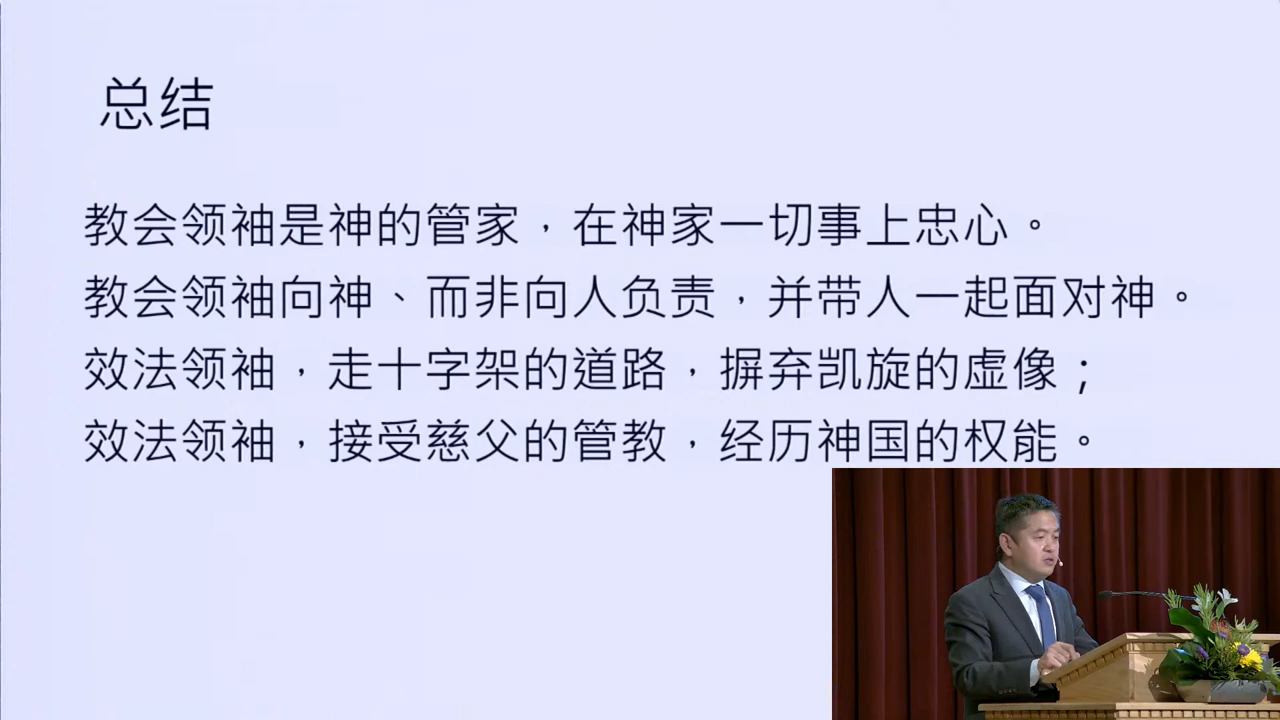 总结
教会领袖是神的管家，在神家一切事上忠心。
教会领袖向神、而非向人负责，并带人一起面对神。
效法领袖，走十字架的道路，摒弃凯旋的虚像；
效法领袖，接受慈父的管教，经历神国的权能。